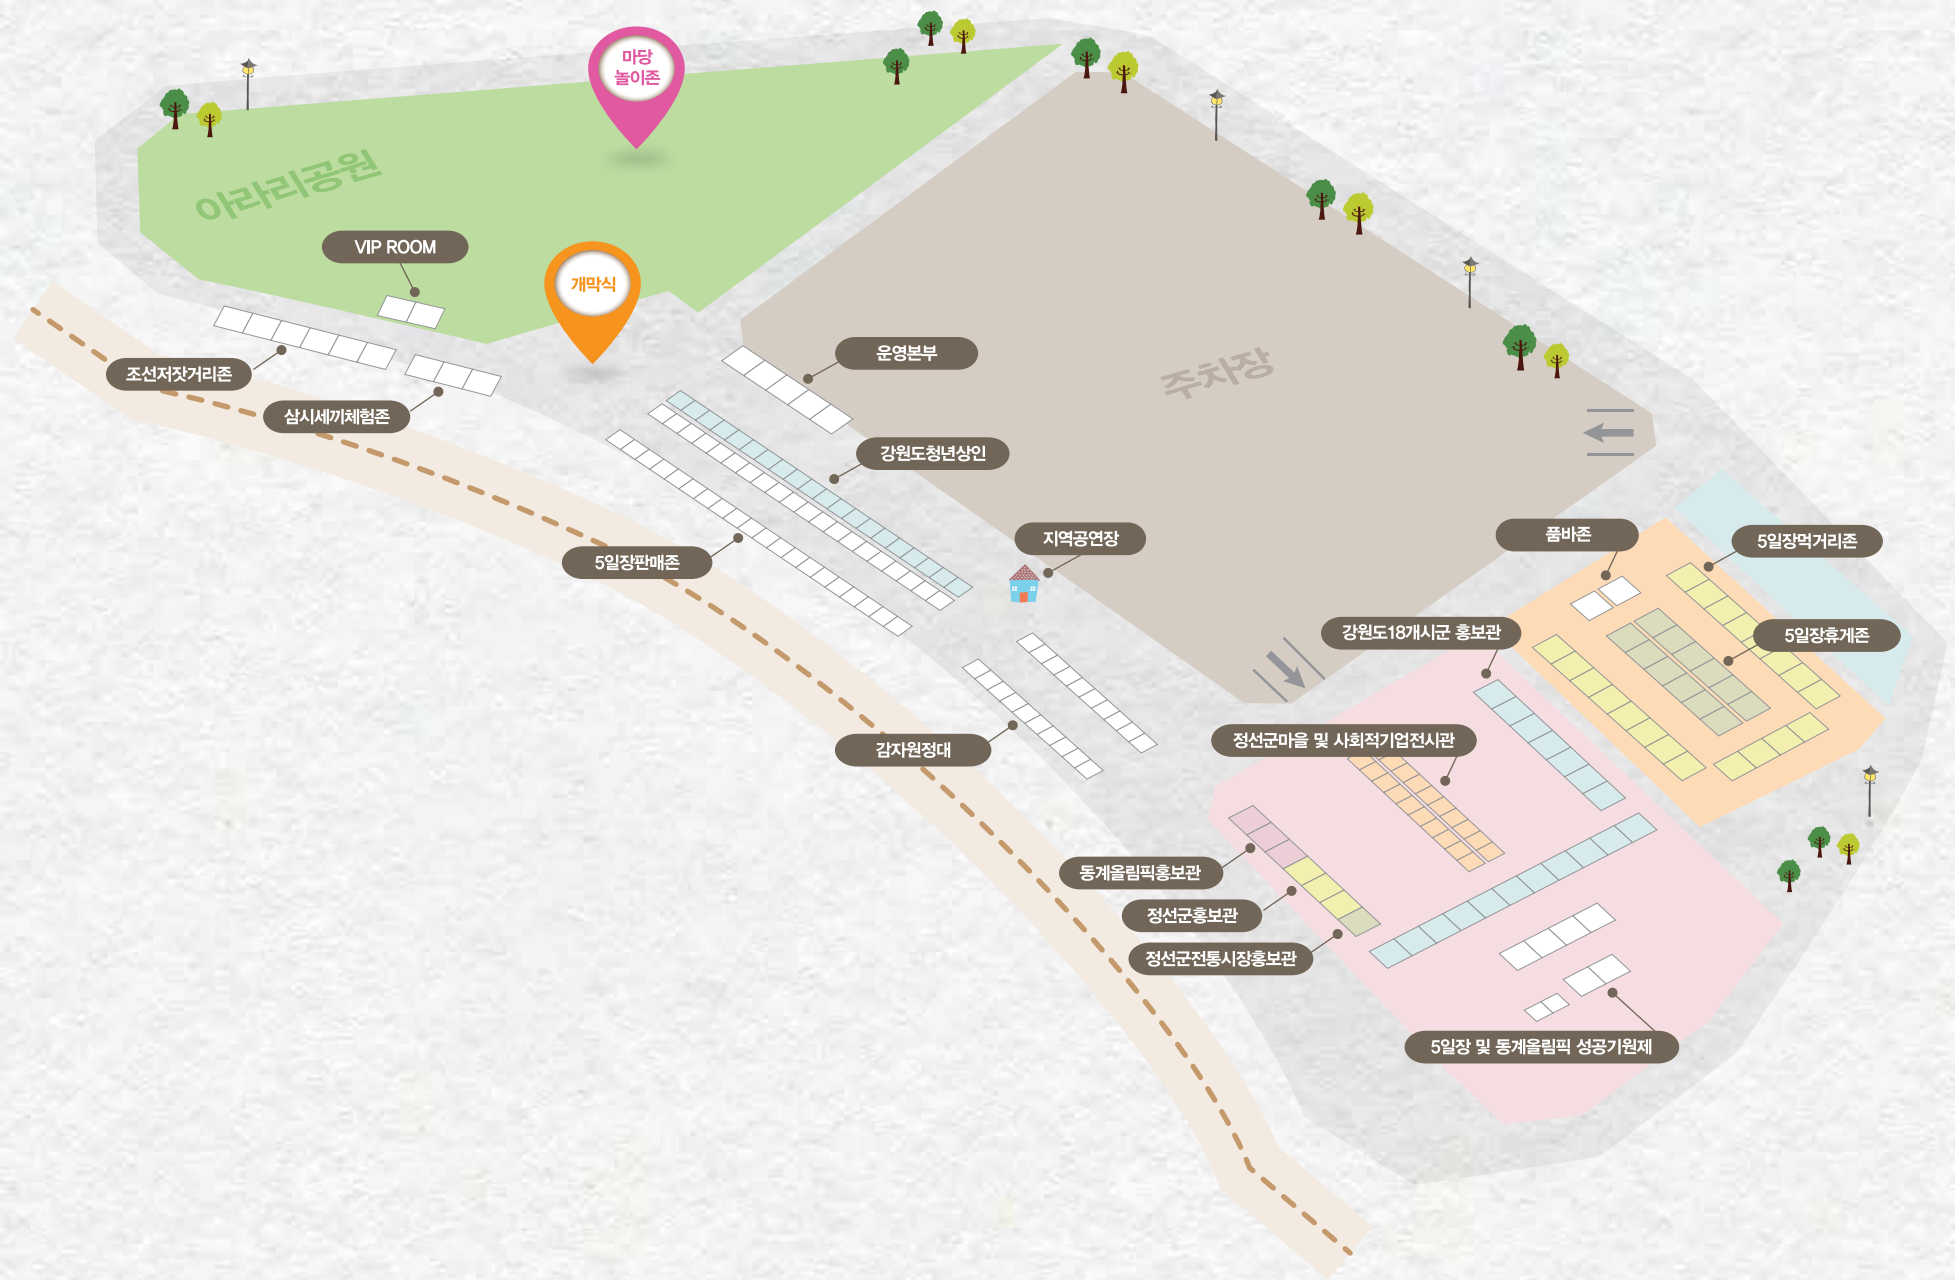 마당
놀이존
아라리공원
VIP ROOM
개막식
조선저잣거리존
삼시세끼체험존
운영본부
주차장
강원도청년상인
5일장판매존
지역공연장
품바존
5일장먹거리존
강원도18개시군 홍보관
5일장휴게존
감자원정대
정선군마을 및 사회적기업전시관
동계올림픽홍보관
정선군홍보관
정선군전통시장홍보관
5일장 및 동계올림픽 성공기원제